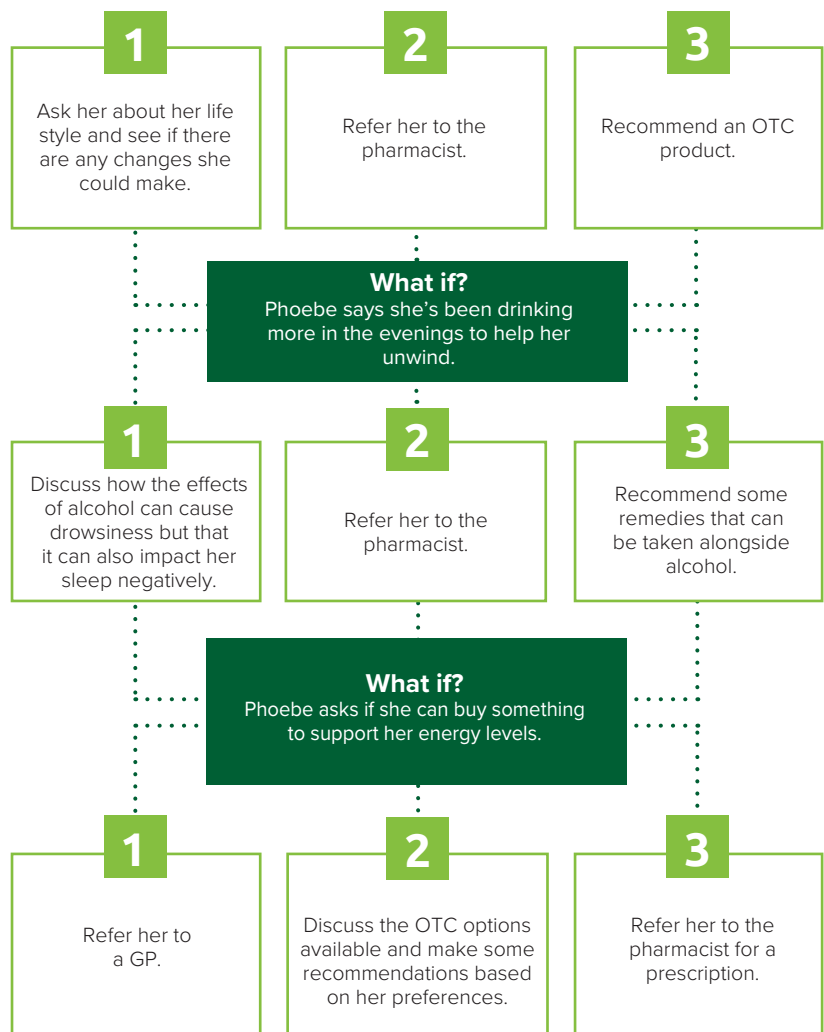 1
Ask her about her life
style and see if there
are any changes she
could make.
2
Refer her to the
pharmacist.
3
Recommend an OTC
product.
What if?
Phoebe says she’s been drinking
more in the evenings to help her
unwind.
1
Discuss how the effects
of alcohol can cause
drowsiness but that
it can also impact her
sleep negatively.
2
Refer her to the
pharmacist.
3
Recommend some
remedies that can
be taken alongside
alcohol.
What if?
Phoebe asks if she can buy something
to support her energy levels.
1
Refer her to
a GP.
2
Discuss the OTC options
available and make some
recommendations based
on her preferences.
3
Refer her to the
pharmacist for a
prescription.